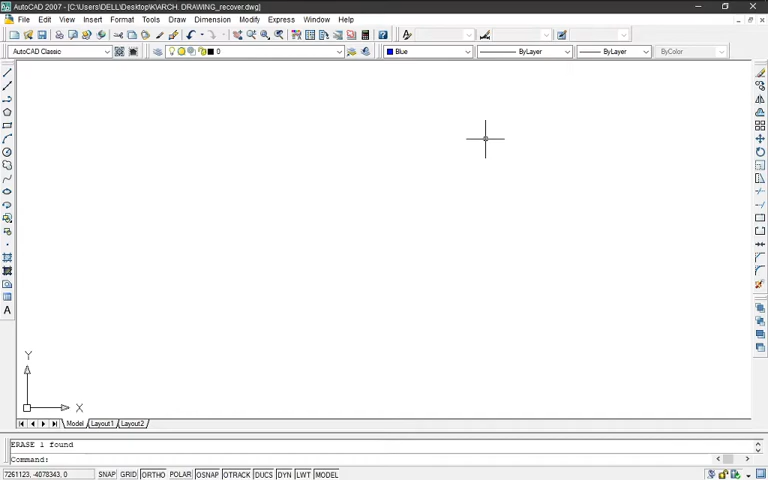 AutoCAD 2007 - [C:\Users\DELL\Desktop\KARCH. DRAWING_recover.dwg]
File Edit View Insert Format Tools Draw Dimension Modify Express Window Help
AutoCAD Classic 0 Blue ByLayer ByLayer ByColor
A
Y
X
Model Layout1 Layout2
ERASE 1 found
Command:
7261123, -4078343, 0 SNAP GRID ORTHO POLAR OSNAP OTRACK DUCS DYN LWT MODEL